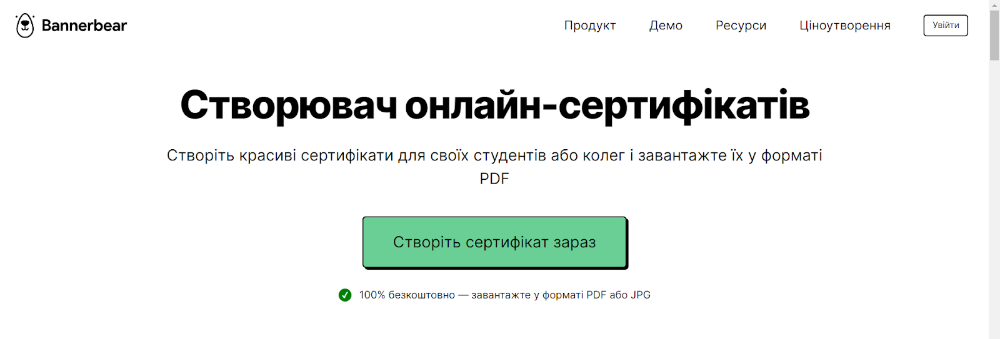 Bannerbear
Продукт
Демо
Ресурси
Ціноутворення
Увійти
Створювач онлайн-сертифікатів
Створіть красиві сертифікати для своїх студентів або колег і завантажте їх у форматі
PDF
Створіть сертифікат зараз
100% безкоштовно — завантажте у форматі PDF або JPG